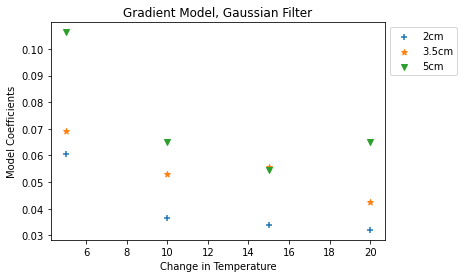 Gradient Model, Gaussian Filter
2cm
3.5cm
5cm
Model Coefficients
0.10
0.09
0.08
0.07
0.06
0.05
0.04
0.03
6 8 10 12 14 16 18 20
Change in Temperature